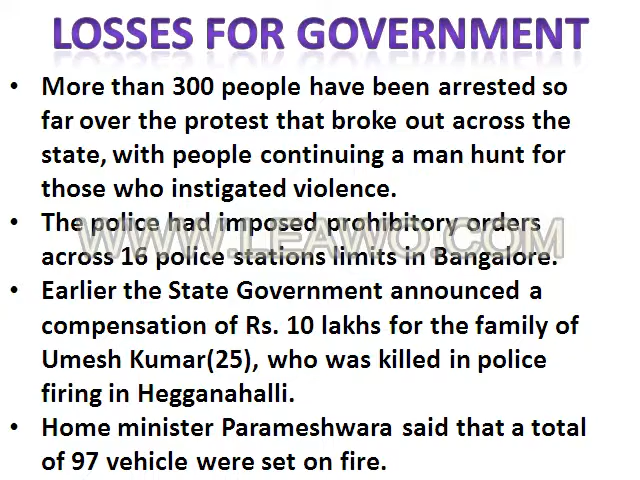 LOSSES FOR GOVERNMENT
• More than 300 people have been arrested so
far over the protest that broke out across the
state, with people continuing a man hunt for
those who instigated violence.
• The police had imposed prohibitory orders
WWW.LEAWO.COM
across 16 police stations limits in Bangalore.
• Earlier the State Government announced a
compensation of Rs. 10 lakhs for the family of
Umesh Kumar(25), who was killed in police
firing in Hegganahalli.
• Home minister Parameshwara said that a total
of 97 vehicle were set on fire.